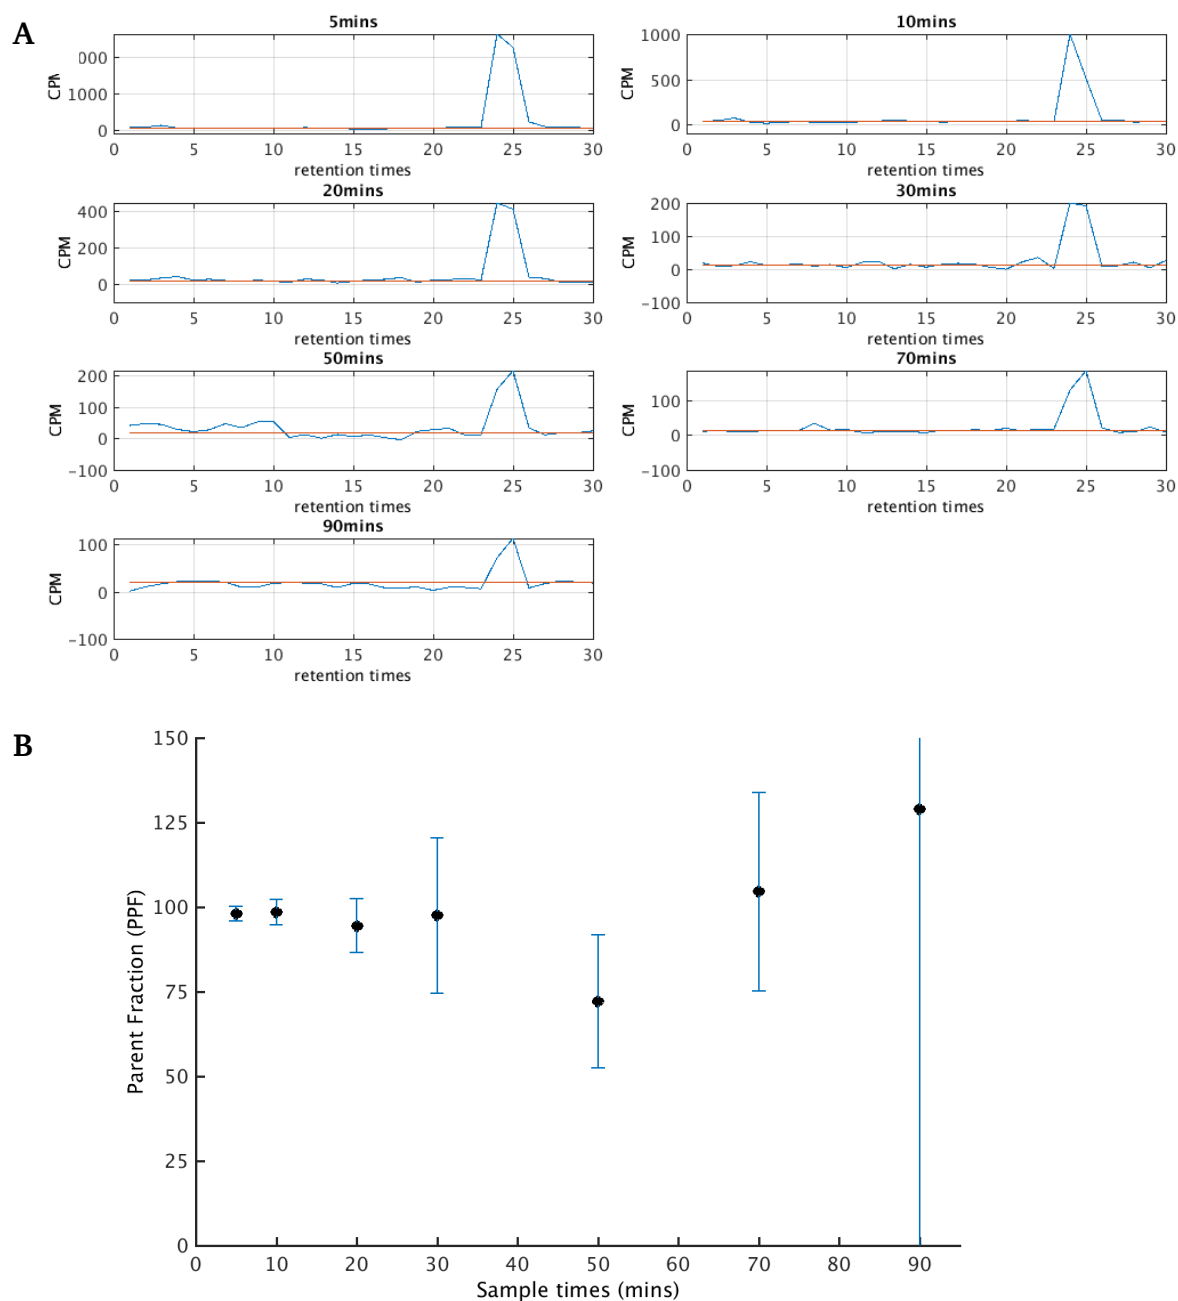 A
5mins
000
1000
0
CPM
0 5 10 15 20 25 30
retention times
10mins
1000
500
0
CPM
0 5 10 15 20 25 30
retention times
20mins
400
200
0
CPM
0 5 10 15 20 25 30
retention times
30mins
200
100
0
-100
CPM
0 5 10 15 20 25 30
retention times
50mins
200
100
0
-100
CPM
0 5 10 15 20 25 30
retention times
70mins
100
0
-100
CPM
0 5 10 15 20 25 30
retention times
90mins
100
0
-100
CPM
0 5 10 15 20 25 30
retention times
B
150
125
100
75
50
25
0
Parent Fraction (PPF)
0 10 20 30 40 50 60 70 80 90
Sample times (mins)